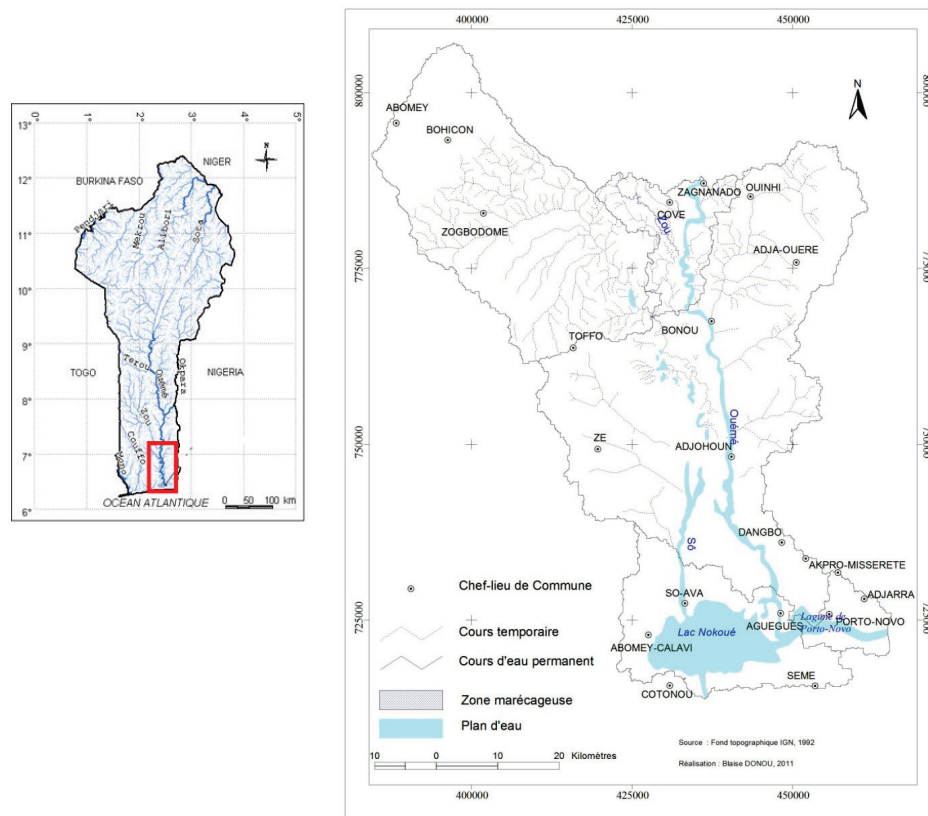 0° 1° 2° 3° 4° 5°
13°
12°
11°
10°
9°
8°
7°
6°
N
NIGER
BURKINA FASO
Pendjari
Mekrou
Alibori
Sota
TOGO
NIGERIA
Terou
Ouémé
Okpara
Zou
Couffo
Mono
OCEAN ATLANTIQUE
0 50 100 km
400000 425000 450000
800000 800000
N
ABOMEY
BOHICON
ZAGNANADO
OUINHI
COVE
ZOGBODOME
Zou
ADJA-OUERE
775000
BONOU
TOFFO
Ouémé
ZE
ADJOHOUN
750000
DANGBO
Sô
AKPRO-MISSERETE
ADJARRA
SO-AVA
725000
AGUEGUES
Lagune de
Porto-Novo
PORTO-NOVO
Lac Nokoué
ABOMEY-CALAVI
SEME
COTONOU
Chef-lieu de Commune
Cours temporaire
Cours d'eau permanent
Zone marécageuse
Plan d'eau
10 0 10 20 Kilomètres
Source : Fond topographique IGN, 1992
Réalisation : Blaise DONOU, 2011
400000 425000 450000